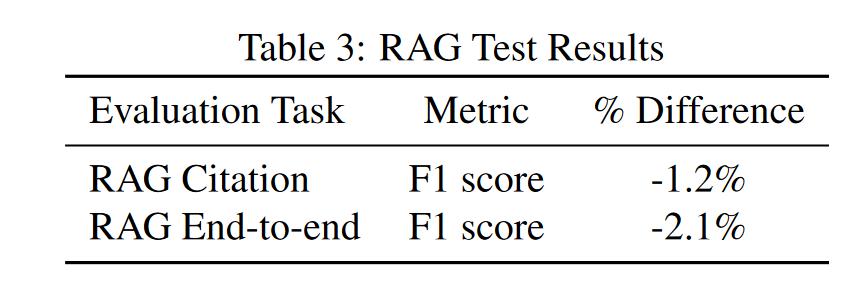 Table 3: RAG Test Results
Evaluation Task Metric % Difference
RAG Citation F1 score -1.2%
RAG End-to-end F1 score -2.1%